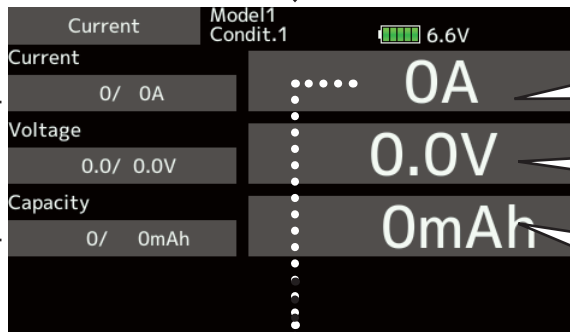 Current
Model1
Condit.1
6.6V
Current
0/ 0A
0A
Voltage
0.0/ 0.0V
0.0V
Capacity
0/ 0mAh
0mAh